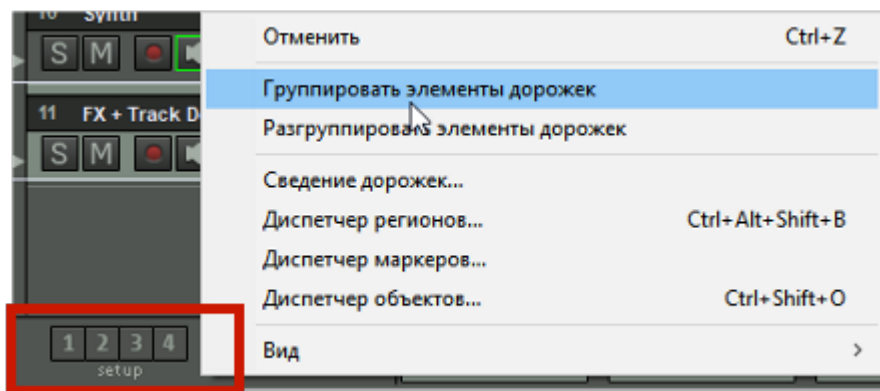 10 Synth
S M
11 FX + Track D
S M
Отменить Ctrl+Z
Группировать элементы дорожек
Разгруппировать элементы дорожек
Сведение дорожек...
Диспетчер регионов... Ctrl+Alt+Shift+B
Диспетчер маркеров...
Диспетчер объектов... Ctrl+Shift+O
Вид
1 2 3 4
setup